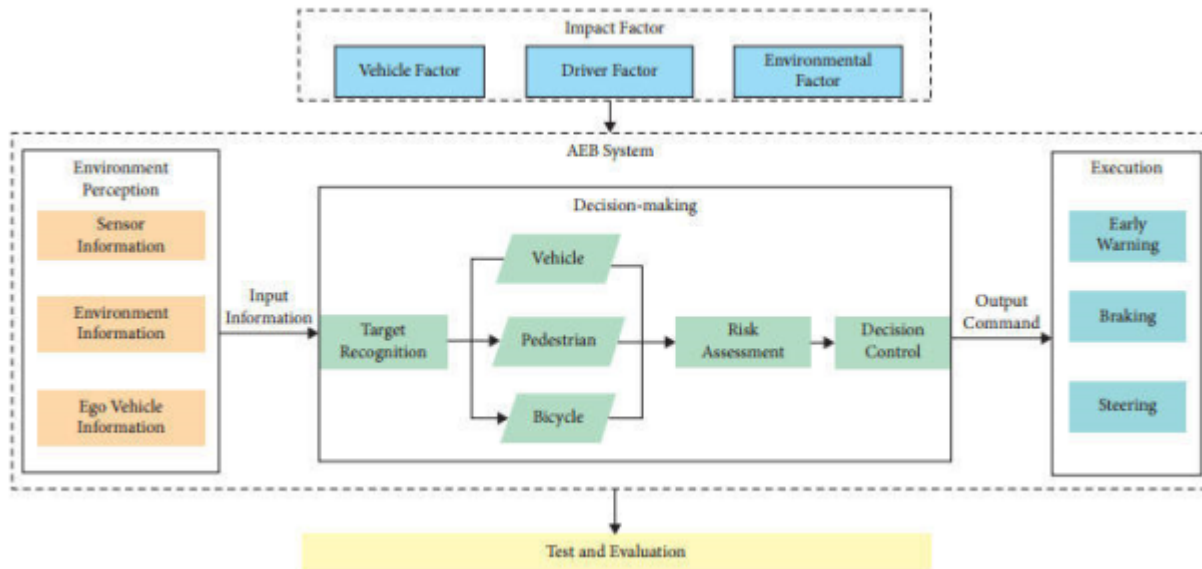 Impact Factor
Vehicle Factor
Driver Factor
Environmental
Factor
AEB System
Environment
Perception
Sensor
Information
Environment
Information
Ego Vehicle
Information
Input
Information
Decision-making
Target
Recognition
Vehicle
Pedestrian
Bicycle
Risk
Assessment
Decision
Control
Output
Command
Execution
Early
Warning
Braking
Steering
Test and Evaluation